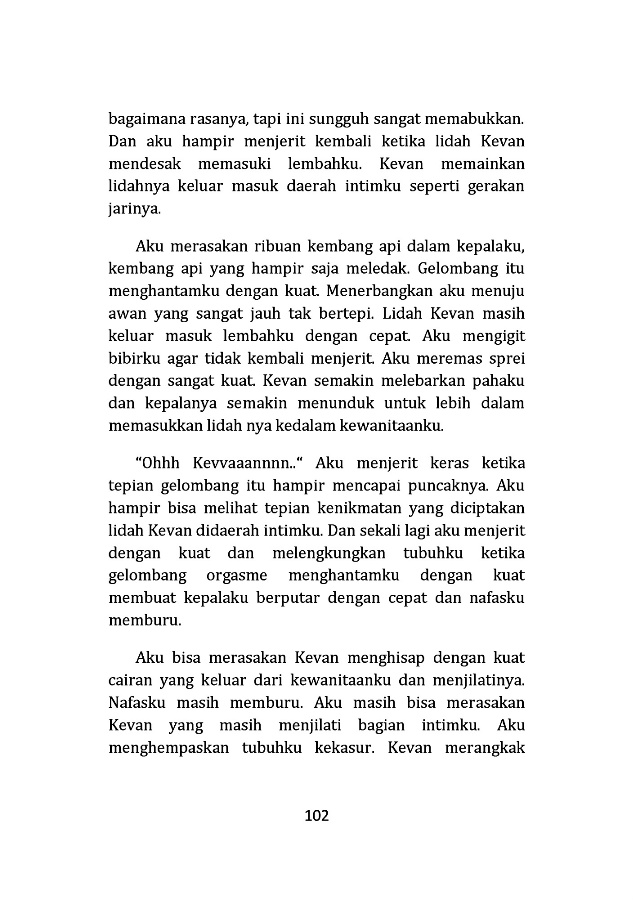 bagaimana rasanya, tapi ini sungguh sangat memabukkan.
Dan aku hampir menjerit kembali ketika lidah Kevan
mendesak memasuki lembahku. Kevan memainkan
lidahnya keluar masuk daerah intimku seperti gerakan
jarinya.
Aku merasakan ribuan kembang api dalam kepalaku,
kembang api yang hampir saja meledak. Gelombang itu
menghantamku dengan kuat. Menerbangkan aku menuju
awan yang sangat jauh tak bertepi. Lidah Kevan masih
keluar masuk lembahku dengan cepat. Aku mengigit
bibirku agar tidak kembali menjerit. Aku meremas sprei
dengan sangat kuat. Kevan semakin melebarkan pahaku
dan kepalanya semakin menunduk untuk lebih dalam
memasukkan lidah nya kedalam kewanitaanku.
“Ohhh Kevvaaannnn..“ Aku menjerit keras ketika
tepian gelombang itu hampir mencapai puncaknya. Aku
hampir bisa melihat tepian kenikmatan yang diciptakan
lidah Kevan didaerah intimku. Dan sekali lagi aku menjerit
dengan kuat dan melengkungkan tubuhku ketika
gelombang orgasme menghantamku dengan kuat
membuat kepalaku berputar dengan cepat dan nafasku
memburu.
Aku bisa merasakan Kevan menghisap dengan kuat
cairan yang keluar dari kewanitaanku dan menjilatinya.
Nafasku masih memburu. Aku masih bisa merasakan
Kevan yang masih menjilati bagian intimku. Aku
menghempaskan tubuhku kekasur. Kevan merangkak
102